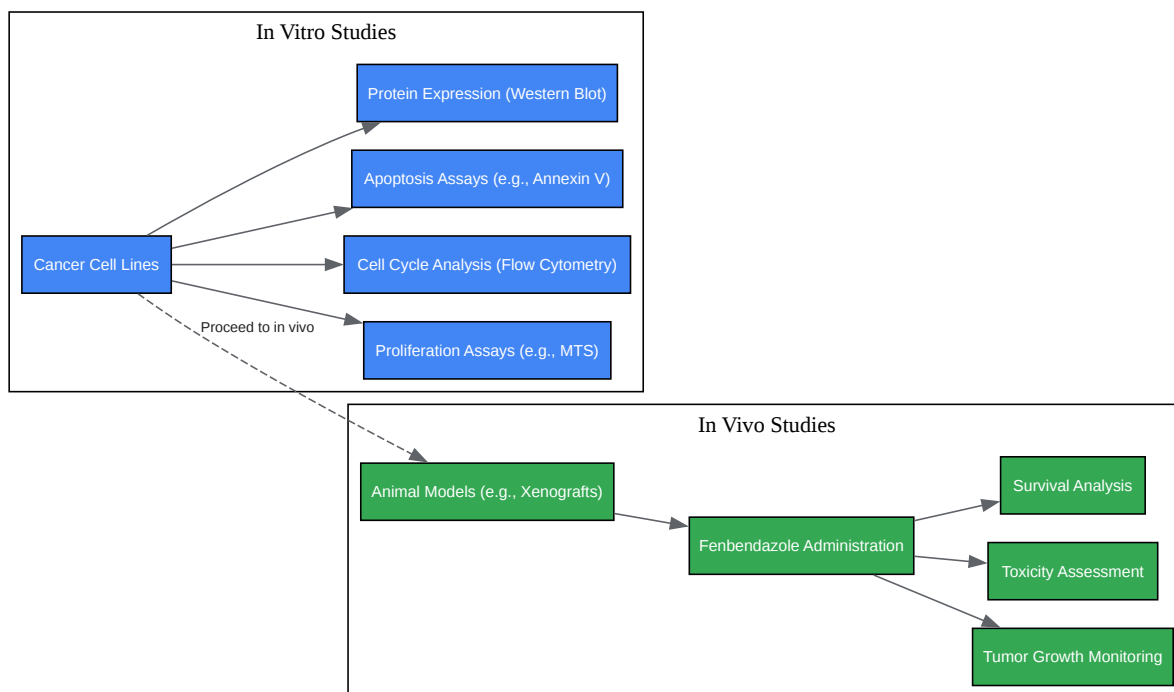 In Vitro Studies
Protein Expression (Western Blot)
Apoptosis Assays (e.g., Annexin V)
Cancer Cell Lines
Cell Cycle Analysis (Flow Cytometry)
Proceed to in vivo
Proliferation Assays (e.g., MTS)
In Vivo Studies
Animal Models (e.g., Xenografts)
Fenbendazole Administration
Survival Analysis
Toxicity Assessment
Tumor Growth Monitoring